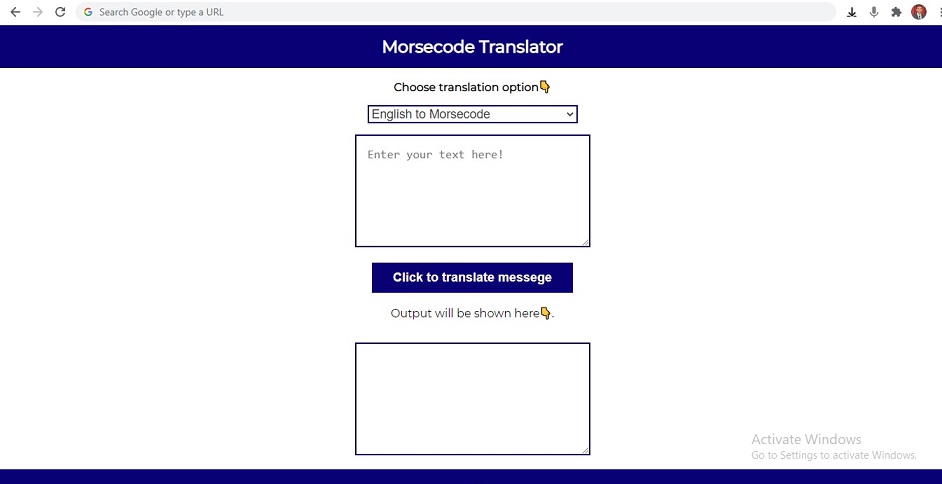 Search Google or type a URL
Morsecode Translator
Choose translation option👇
English to Morsecode
Enter your text here!
Click to translate messege
Output will be shown here👇.
Activate Windows
Go to Settings to activate Windows.